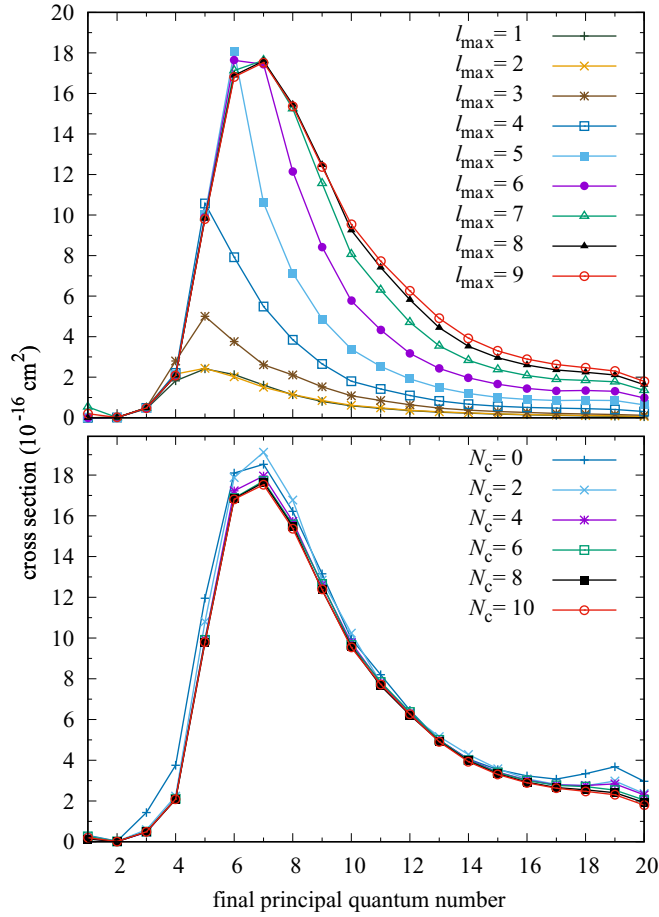 18
16
14
12
10
8
6
4
2
0
l_max = 1
l_max = 2
l_max = 3
l_max = 4
l_max = 5
l_max = 6
l_max = 7
l_max = 8
l_max = 9
cross section (10⁻¹⁶ cm²)
18
16
14
12
10
8
6
4
2
0
N_c = 0
N_c = 2
N_c = 4
N_c = 6
N_c = 8
N_c = 10
2 4 6 8 10 12 14 16 18 20
final principal quantum number